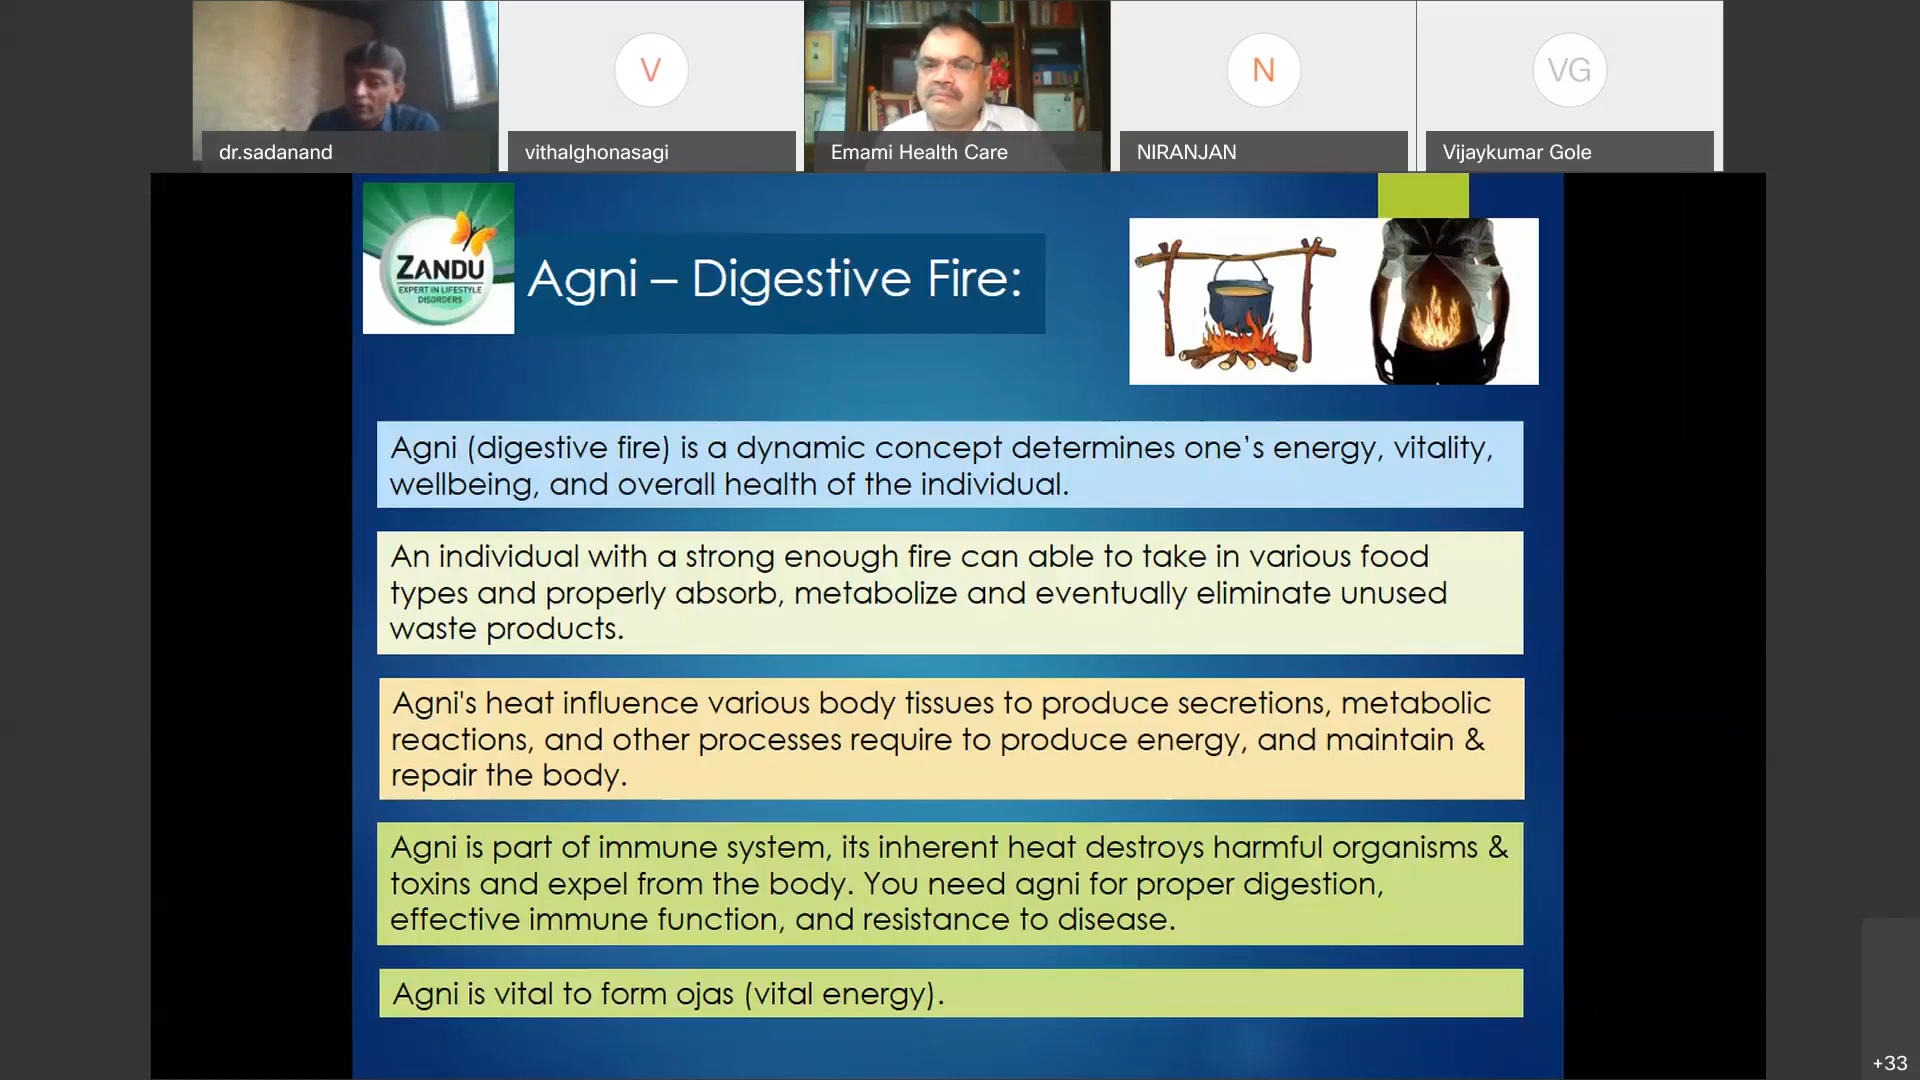 V
N
VG
dr.sadanand
vithalghonasagi
Emami Health Care
NIRANJAN
Vijaykumar Gole
ZANDU
EXPERT IN LIFESTYLE
DISORDERS
Agni – Digestive Fire:
Agni (digestive fire) is a dynamic concept determines one’s energy, vitality,
wellbeing, and overall health of the individual.
An individual with a strong enough fire can able to take in various food
types and properly absorb, metabolize and eventually eliminate unused
waste products.
Agni's heat influence various body tissues to produce secretions, metabolic
reactions, and other processes require to produce energy, and maintain &
repair the body.
Agni is part of immune system, its inherent heat destroys harmful organisms &
toxins and expel from the body. You need agni for proper digestion,
effective immune function, and resistance to disease.
Agni is vital to form ojas (vital energy).
+33